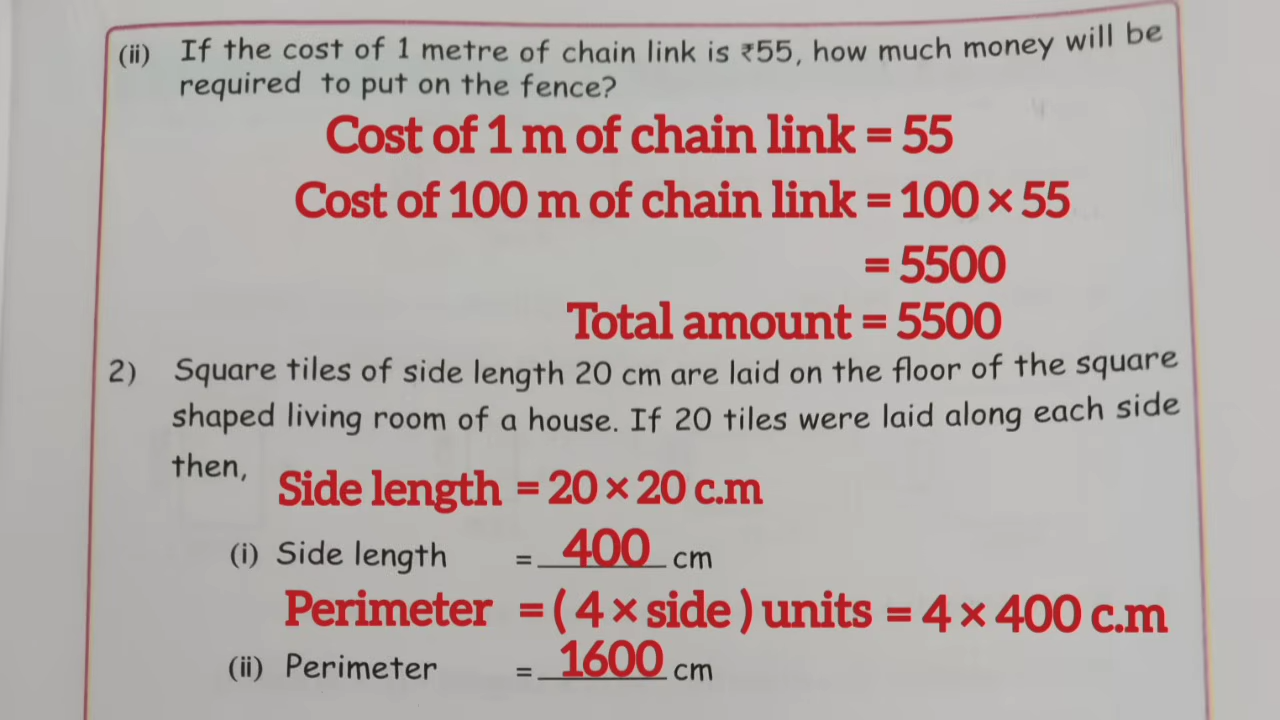 (ii) If the cost of 1 metre of chain link is ₹55, how much money will be
required to put on the fence?
Cost of 1 m of chain link = 55
Cost of 100 m of chain link = 100 × 55
= 5500
Total amount = 5500
2) Square tiles of side length 20 cm are laid on the floor of the square
shaped living room of a house. If 20 tiles were laid along each side
then,
Side length = 20 × 20 c.m
(i) Side length = 400 cm
Perimeter = ( 4 × side ) units = 4 × 400 c.m
(ii) Perimeter = 1600 cm